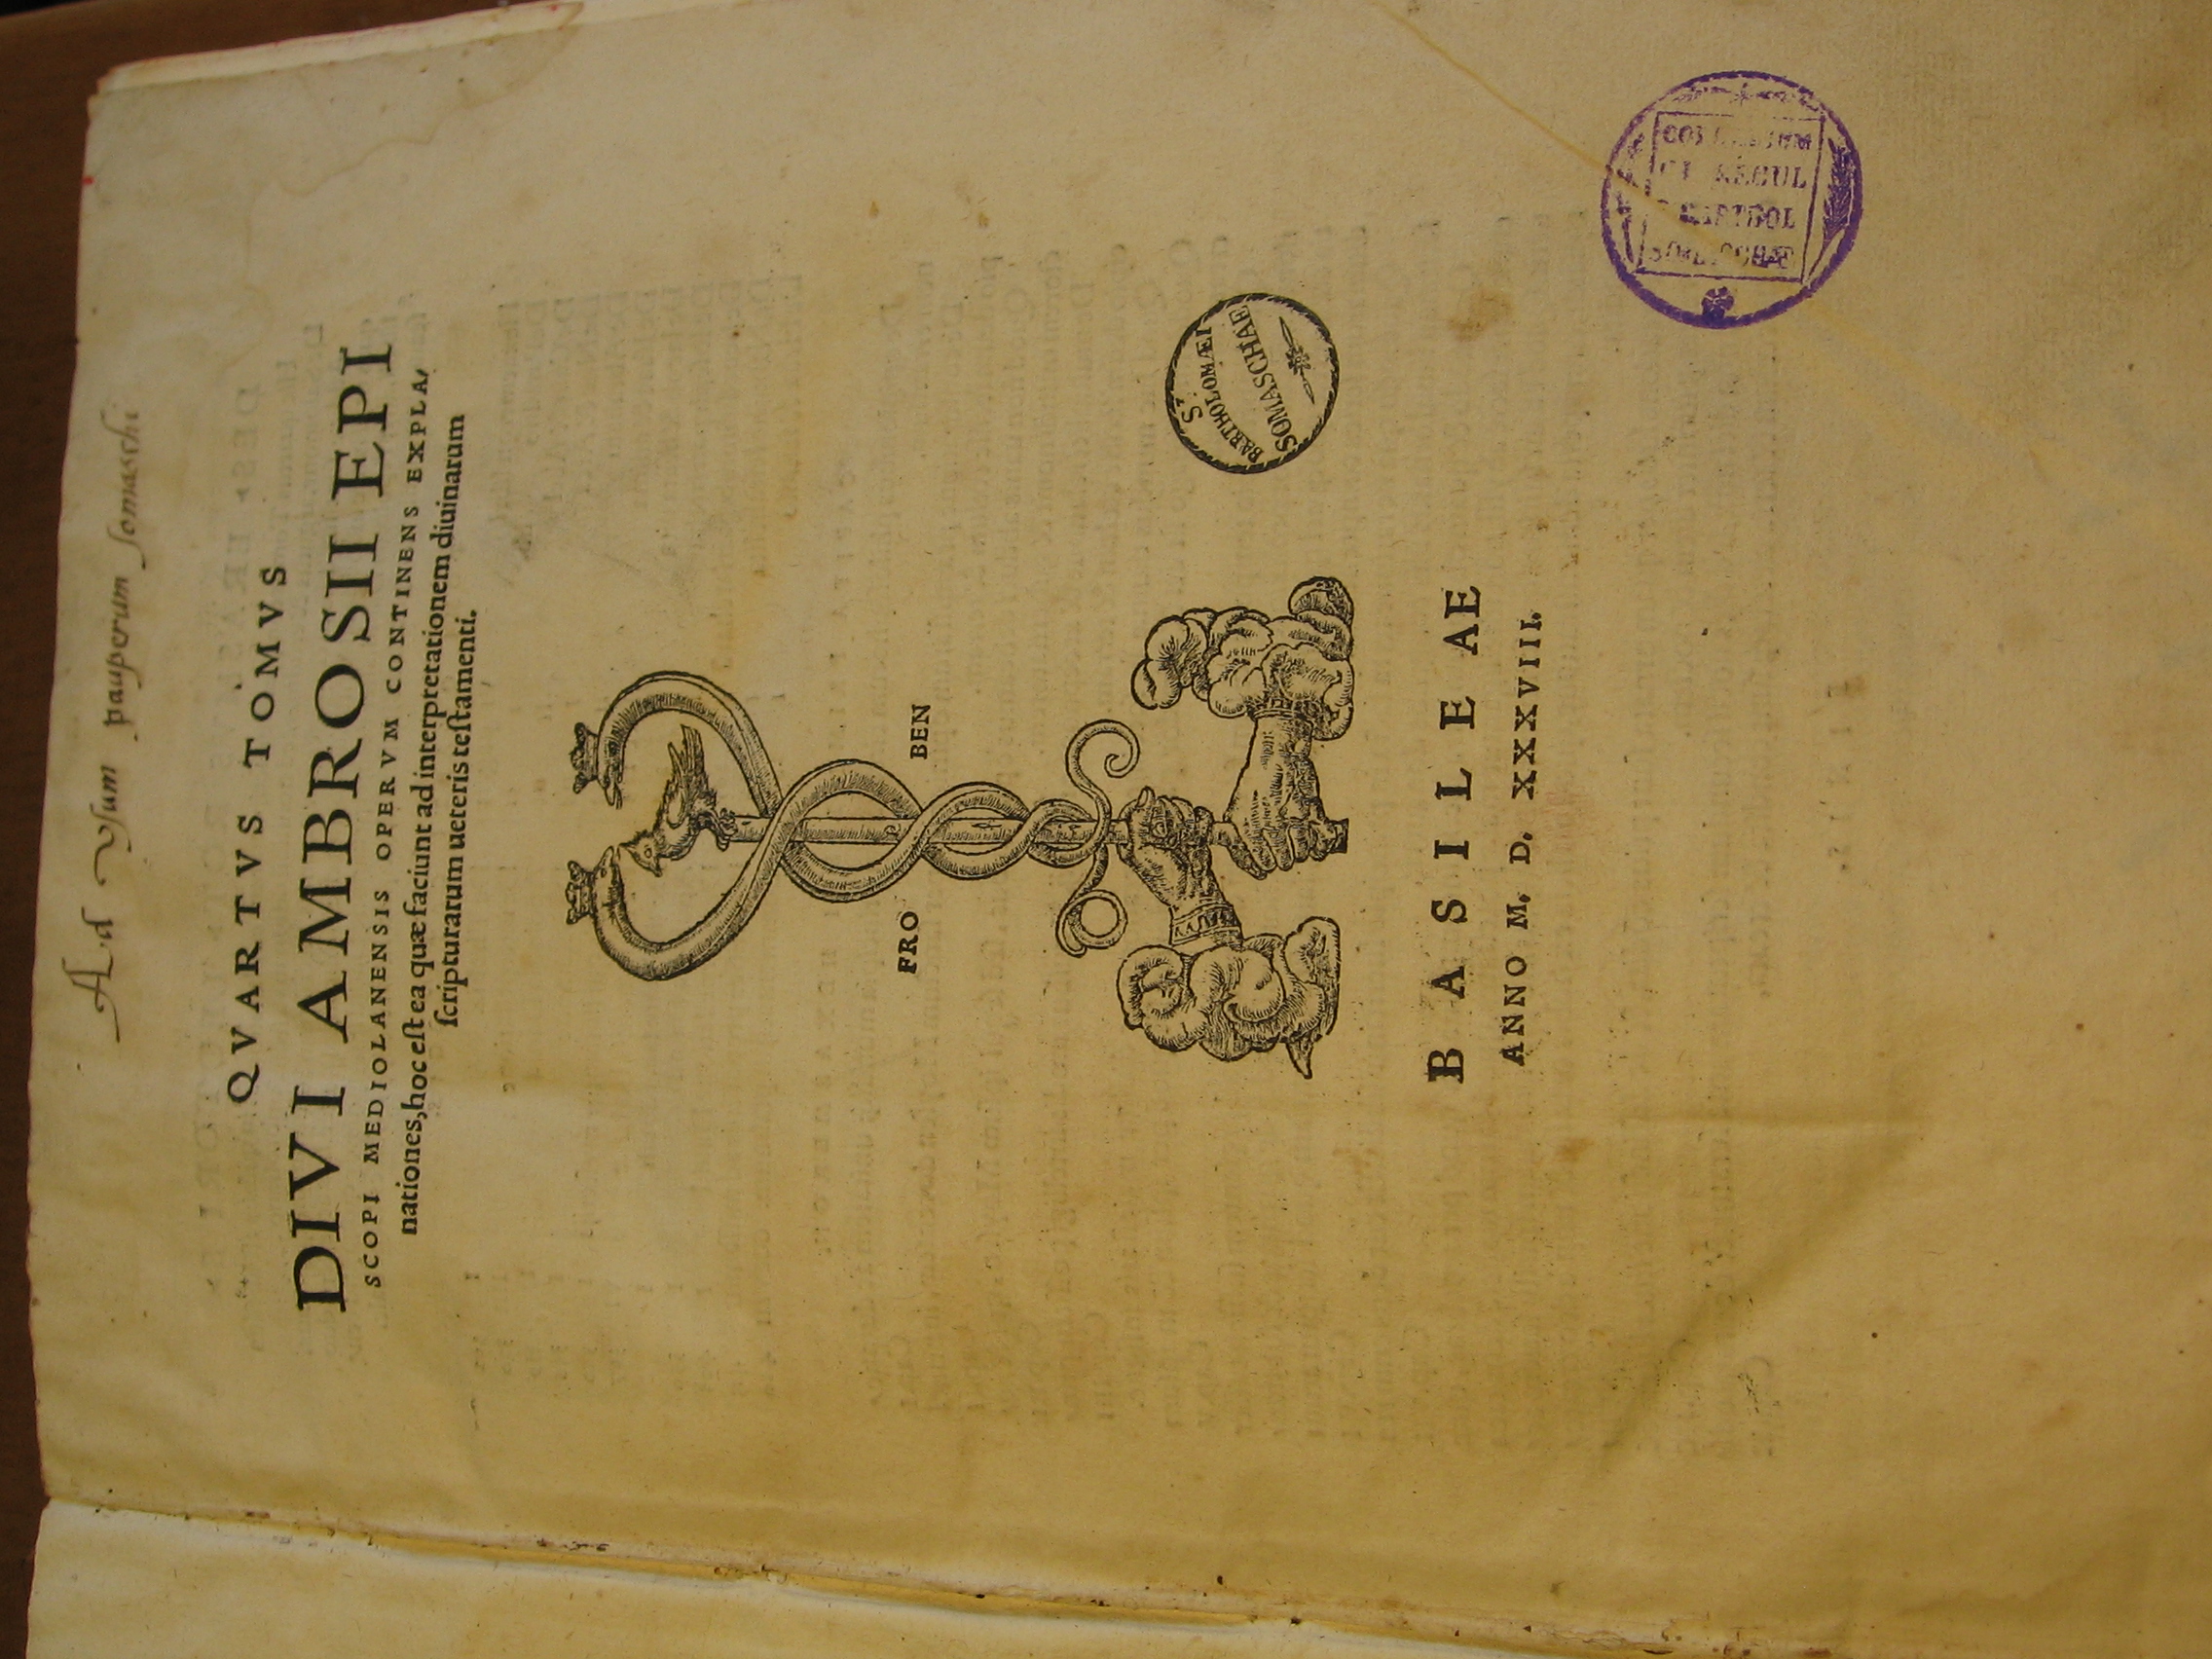 Ad Vsum pauperum Somaschi
QVARTVS TOMVS
DIVI AMBROSII EPI
SCOPI MEDIOLANENSIS OPERVM CONTINENS EXPLA,
nationes,hoc eſt ea quæ faciunt ad interpretationem diuinarum
ſcripturarum ueteris teſtamenti.
FRO BEN
S.
BARTHOLOMÆI
SOMASCHAE
BASILEAE
ANNO M. D. XXXVIII.